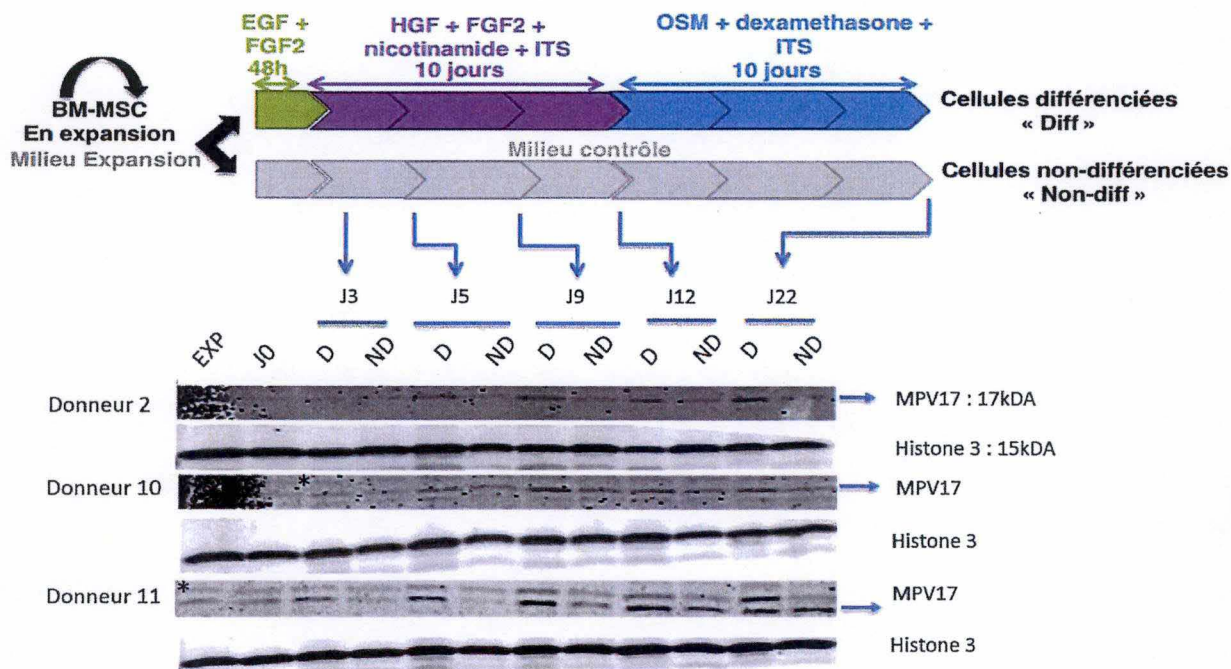 EGF +
FGF2
48h
HGF + FGF2 +
nicotinamide + ITS
10 jours
OSM + dexamethasone +
ITS
10 jours
BM-MSC
En expansion
Milieu Expansion
Cellules différenciées
« Diff »
Milieu contrôle
Cellules non-différenciées
« Non-diff »
J3 J5 J9 J12 J22
EXP J0 D ND D ND D ND D ND D ND
Donneur 2
MPV17 : 17kDA
Histone 3 : 15kDA
Donneur 10
*
MPV17
Histone 3
*
Donneur 11
MPV17
Histone 3